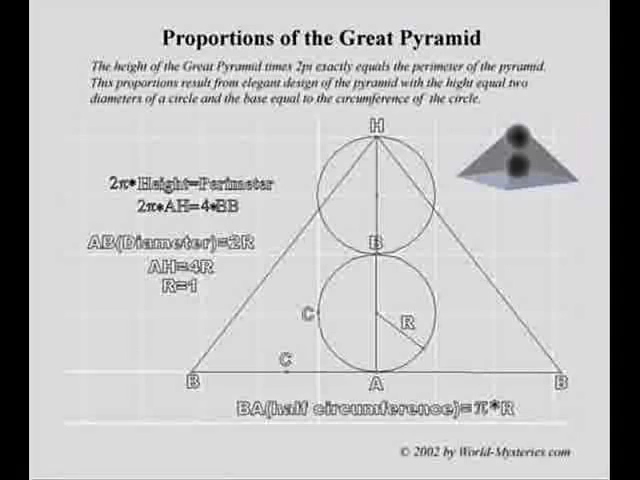 Proportions of the Great Pyramid
The height of the Great Pyramid times 2pi exactly equals the perimeter of the pyramid.
This proportions result from elegant design of the pyramid with the hight equal two
diameters of a circle and the base equal to the circumference of the circle.
H
2π*Height=Perimeter
2π*AH=4*BB
AB(Diameter)=2R
B
AH=4R
R=1
C
R
C
B
A
B
BA(half circumference)=π*R
© 2002 by World-Mysteries.com